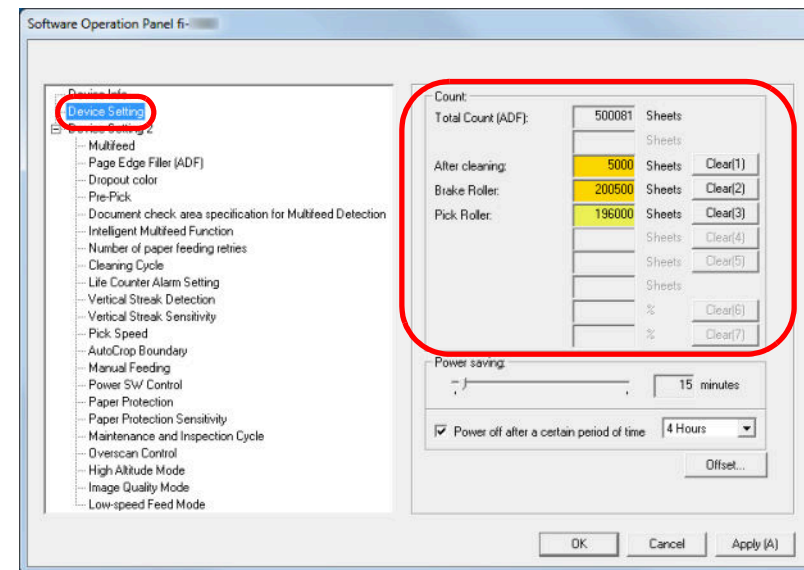 Software Operation Panel fi-
Device Info
Device Setting
Device Setting 2
Multifeed
Page Edge Filler (ADF)
Dropout color
Pre-Pick
Document check area specification for Multifeed Detection
Intelligent Multifeed Function
Number of paper feeding retries
Cleaning Cycle
Life Counter Alarm Setting
Vertical Streak Detection
Vertical Streak Sensitivity
Pick Speed
AutoCrop Boundary
Manual Feeding
Power SW Control
Paper Protection
Paper Protection Sensitivity
Maintenance and Inspection Cycle
Overscan Control
High Altitude Mode
Image Quality Mode
Low-speed Feed Mode
Count:
Total Count (ADF): 500081 Sheets
Sheets
After cleaning: 5000 Sheets Clear(1)
Brake Roller: 200500 Sheets Clear(2)
Pick Roller: 196000 Sheets Clear(3)
Sheets Clear(4)
Sheets Clear(5)
Sheets
% Clear(6)
% Clear(7)
Power saving:
15 minutes
Power off after a certain period of time 4 Hours
Offset...
OK Cancel Apply (A)